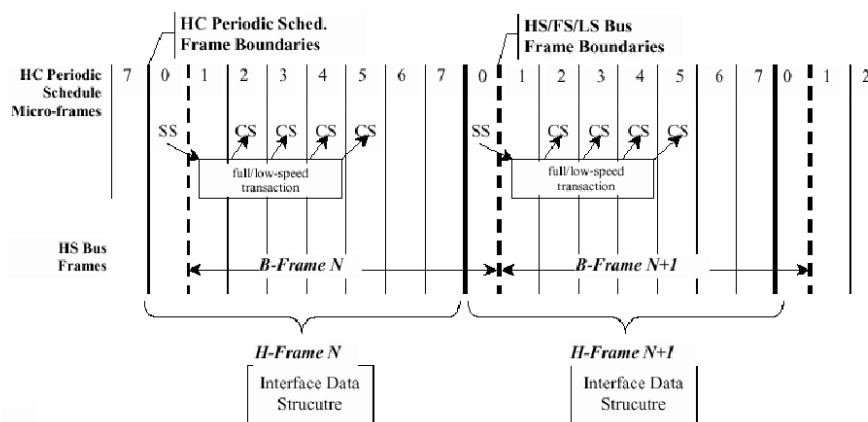 HC Periodic Sched.
Frame Boundaries
HS/FS/LS Bus
Frame Boundaries
HC Periodic
Schedule
Micro-frames
7 0 1 2 3 4 5 6 7 0 1 2 3 4 5 6 7 0 1 2
SS CS CS CS CS SS CS CS CS CS
full/low-speed
transaction
full/low-speed
transaction
HS Bus
Frames
B-Frame N
B-Frame N+1
H-Frame N
H-Frame N+1
Interface Data
Strucutre
Interface Data
Strucutre